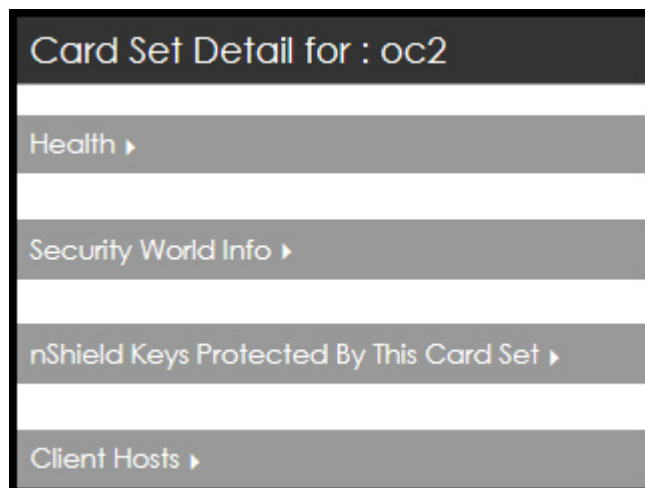 Card Set Detail for : oc2
Health
Security World Info
nShield Keys Protected By This Card Set
Client Hosts